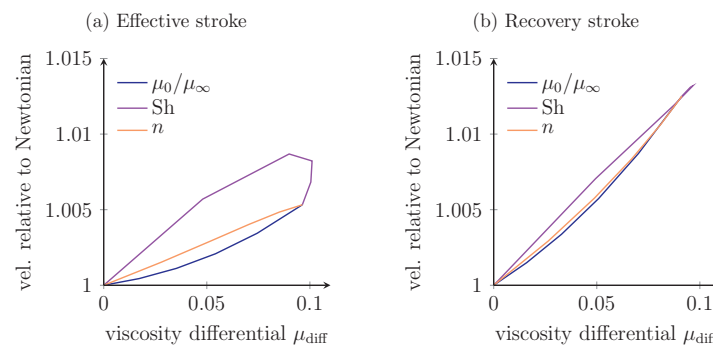 (a) Effective stroke
vel. relative to Newtonian
1.015
1.01
1.005
1
μ₀/μ∞
Sh
n
0
0.05
0.1
viscosity differential μdiff
(b) Recovery stroke
vel. relative to Newtonian
1.015
1.01
1.005
1
μ₀/μ∞
Sh
n
0
0.05
0.1
viscosity differential μdiff